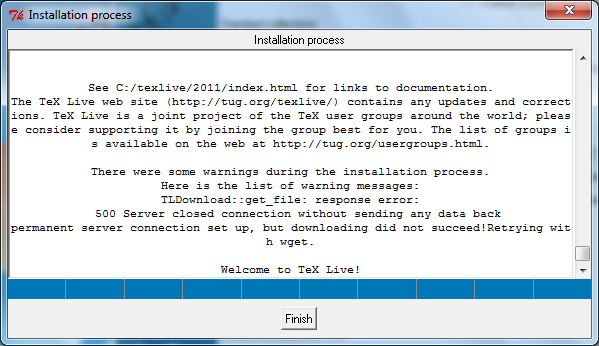 Installation process
Installation process
See C:/texlive/2011/index.html for links to documentation.
The TeX Live web site (http://tug.org/texlive/) contains any updates and correct
ions. TeX Live is a joint project of the TeX user groups around the world; pleas
e consider supporting it by joining the group best for you. The list of groups i
s available on the web at http://tug.org/usergroups.html.
There were some warnings during the installation process.
Here is the list of warning messages:
TLDownload::get_file: response error:
500 Server closed connection without sending any data back
permanent server connection set up, but downloading did not succeed!Retrying wit
h wget.
Welcome to TeX Live!
Finish